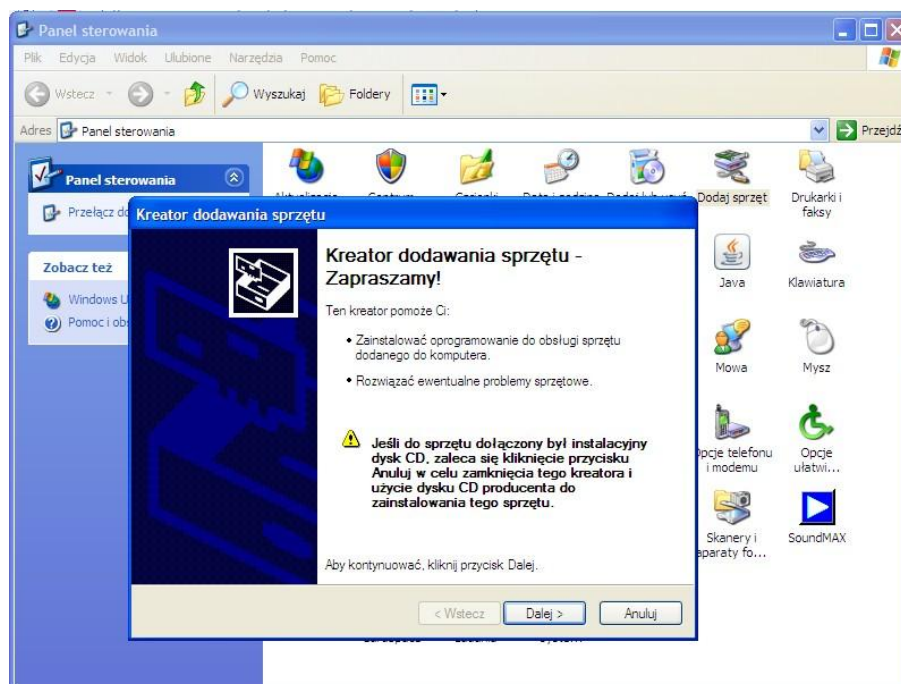 Panel sterowania
Plik Edycja Widok Ulubione Narzędzia Pomoc
Wstecz Wyszukaj Foldery
Adres Panel sterowania Przejdź
Panel sterowania
Przełącz do
Zobacz też
Windows U
Pomoc i obs
Dodaj sprzęt
Drukarki i
faksy
Java
Klawiatura
Mowa
Mysz
Opcje telefonu
i modemu
Opcje
ułatwi...
Skanery i
aparaty fo...
SoundMAX
Kreator dodawania sprzętu
Kreator dodawania sprzętu -
Zapraszamy!
Ten kreator pomoże Ci:
• Zainstalować oprogramowanie do obsługi sprzętu
dodanego do komputera.
• Rozwiązać ewentualne problemy sprzętowe.
Jeśli do sprzętu dołączony był instalacyjny
dysk CD, zaleca się kliknięcie przycisku
Anuluj w celu zamknięcia tego kreatora i
użycie dysku CD producenta do
zainstalowania tego sprzętu.
Aby kontynuować, kliknij przycisk Dalej.
< Wstecz Dalej > Anuluj